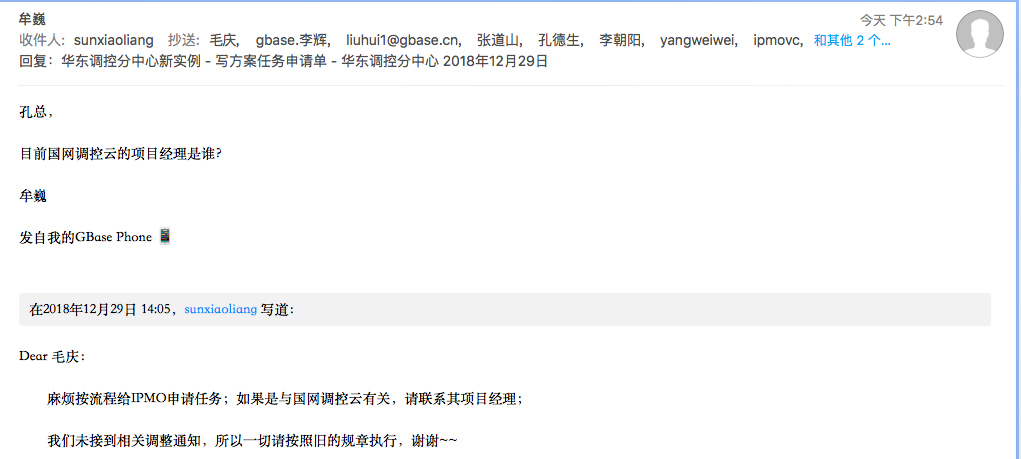 牟巍
今天 下午2:54
收件人: sunxiaoliang 抄送: 毛庆, gbase.李辉, liuhui1@gbase.cn, 张道山, 孔德生, 李朝阳, yangweiwei, ipmovc, 和其他 2 个...
回复：华东调控分中心新实例 - 写方案任务申请单 - 华东调控分中心 2018年12月29日
孔总，
目前国网调控云的项目经理是谁？
牟巍
发自我的GBase Phone 📱
在2018年12月29日 14:05，sunxiaoliang 写道：
Dear 毛庆：
麻烦按流程给IPMO申请任务；如果是与国网调控云有关，请联系其项目经理；
我们未接到相关调整通知，所以一切请按照旧的规章执行，谢谢~~